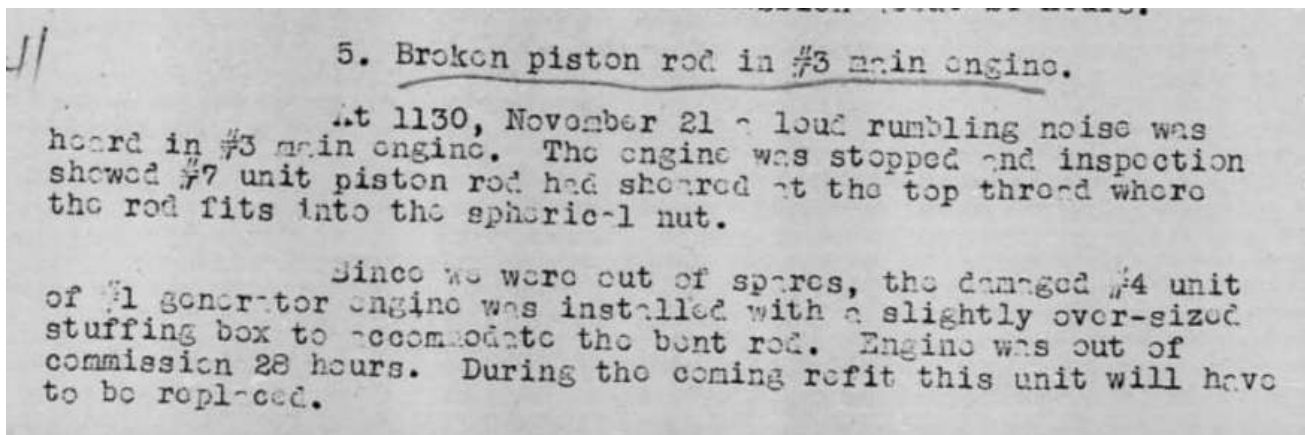 5. Broken piston rod in #3 main engine.
At 1130, November 21 a loud rumbling noise was
heard in #3 main engine. The engine was stopped and inspection
showed #7 unit piston rod had sheared at the top thread where
the rod fits into the spherical nut.
Since we were out of spares, the damaged #4 unit
of #1 generator engine was installed with a slightly over-sized
stuffing box to accommodate the bent rod. Engine was out of
commission 28 hours. During the coming refit this unit will have
to be replaced.